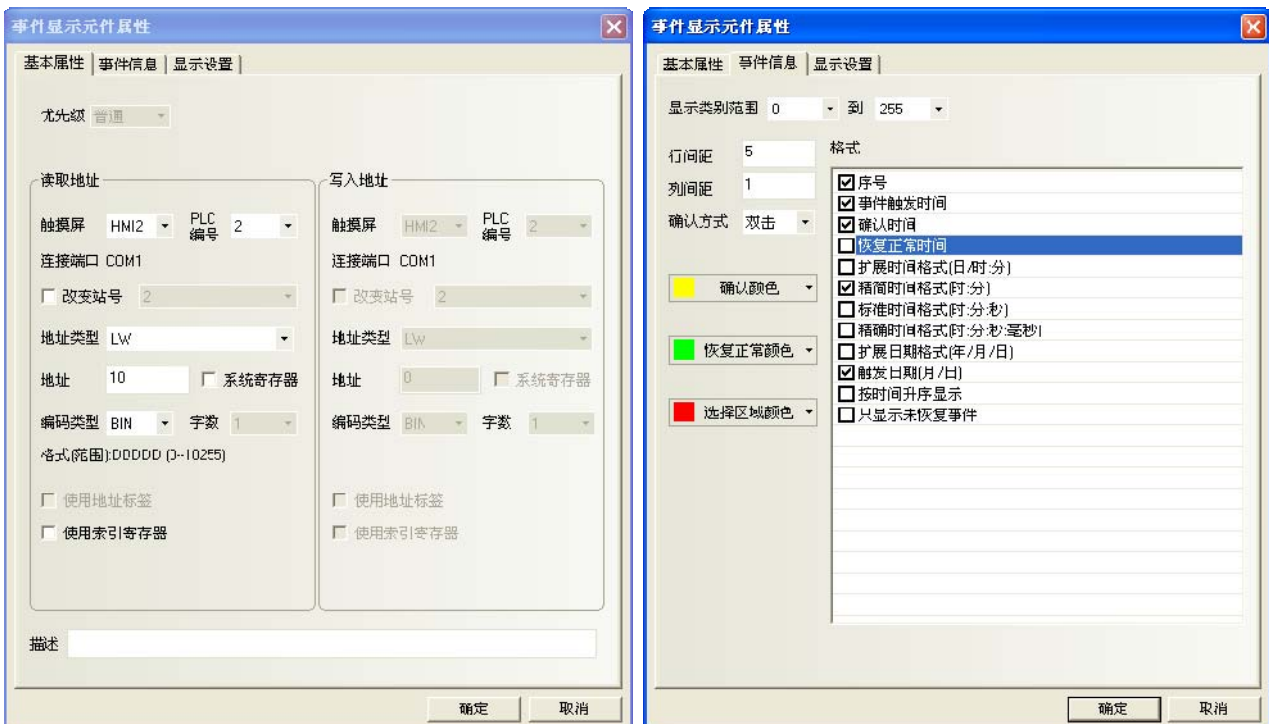 事件显示元件属性
基本属性 事件信息 显示设置
优先级 普通
读取地址
触摸屏 HMI2 PLC编号 2
连接端口 COM1
改变站号 2
地址类型 LW
地址 10 系统寄存器
编码类型 BIN 字数 1
格式(范围):DDDDD (0~10255)
使用地址标签
使用索引寄存器
写入地址
触摸屏 HMI2 PLC编号 2
连接端口 COM1
改变站号 2
地址类型 LW
地址 0 系统寄存器
编码类型 BIN 字数 1
使用地址标签
使用索引寄存器
描述
确定 取消
事件显示元件属性
基本属性 事件信息 显示设置
显示类别范围 0 到 255
行间距 5
列间距 1
确认方式 双击
确认颜色
恢复正常颜色
选择区域颜色
格式
序号
事件触发时间
确认时间
恢复正常时间
扩展时间格式(日/时:分)
精简时间格式(时:分)
标准时间格式(时:分:秒)
精确时间格式(时:分:秒:毫秒)
扩展日期格式(年/月/日)
触发日期(月/日)
按时间升序显示
只显示未恢复事件
确定 取消